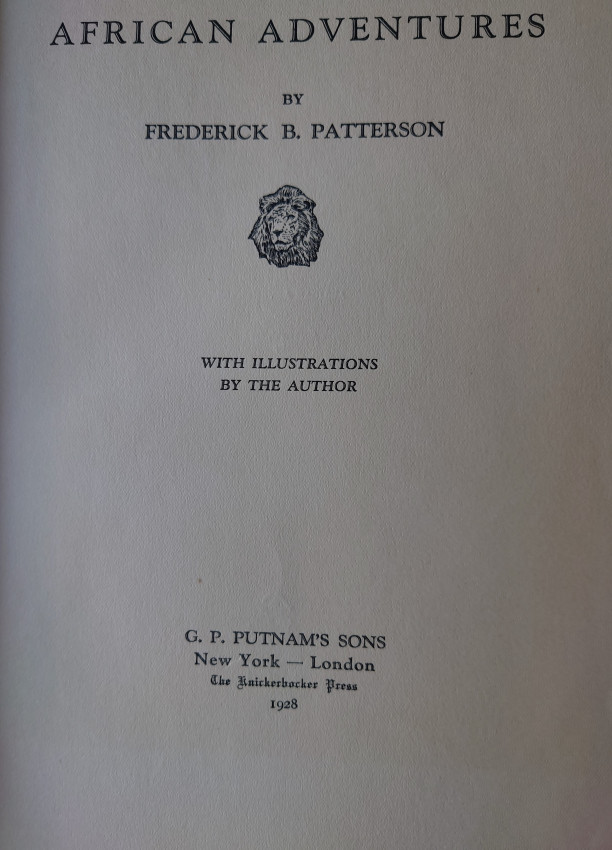 AFRICAN ADVENTURES
BY
FREDERICK B. PATTERSON
WITH ILLUSTRATIONS
BY THE AUTHOR
G. P. PUTNAM'S SONS
New York — London
The Knickerbocker Press
1928